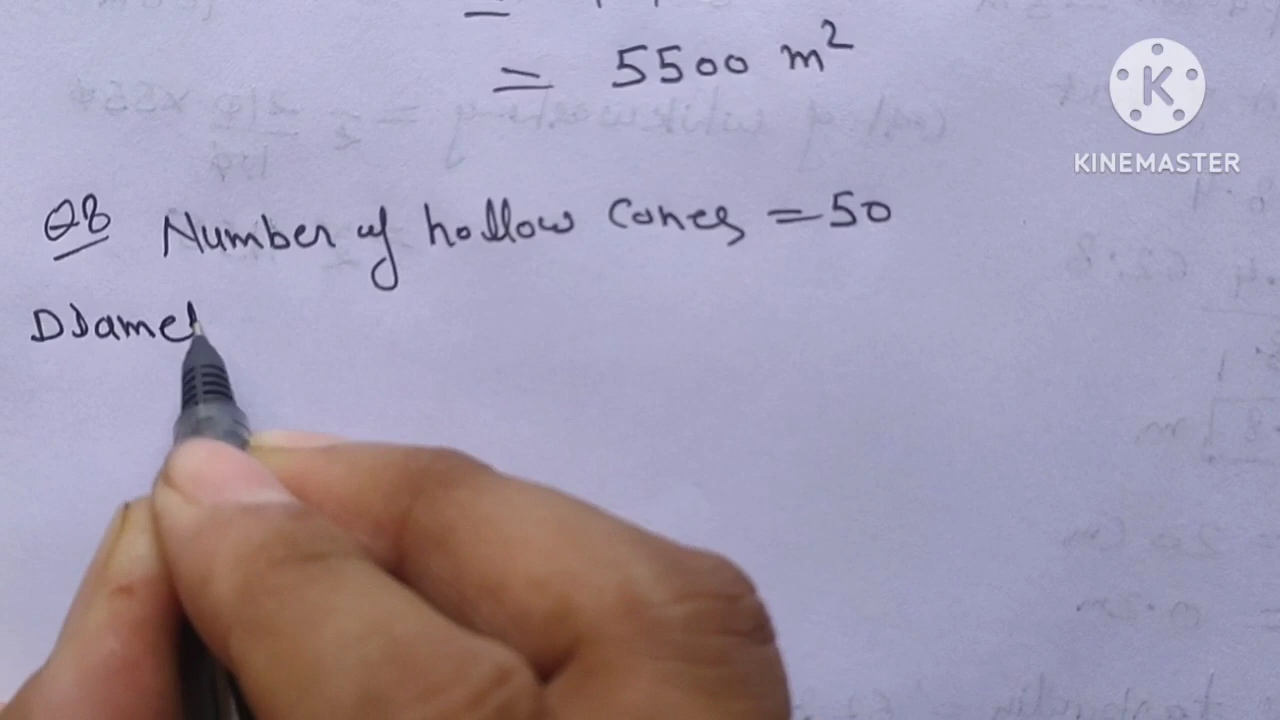 = 5500 m²
KINEMASTER
Q8 Number of hollow cones = 50
DIamet